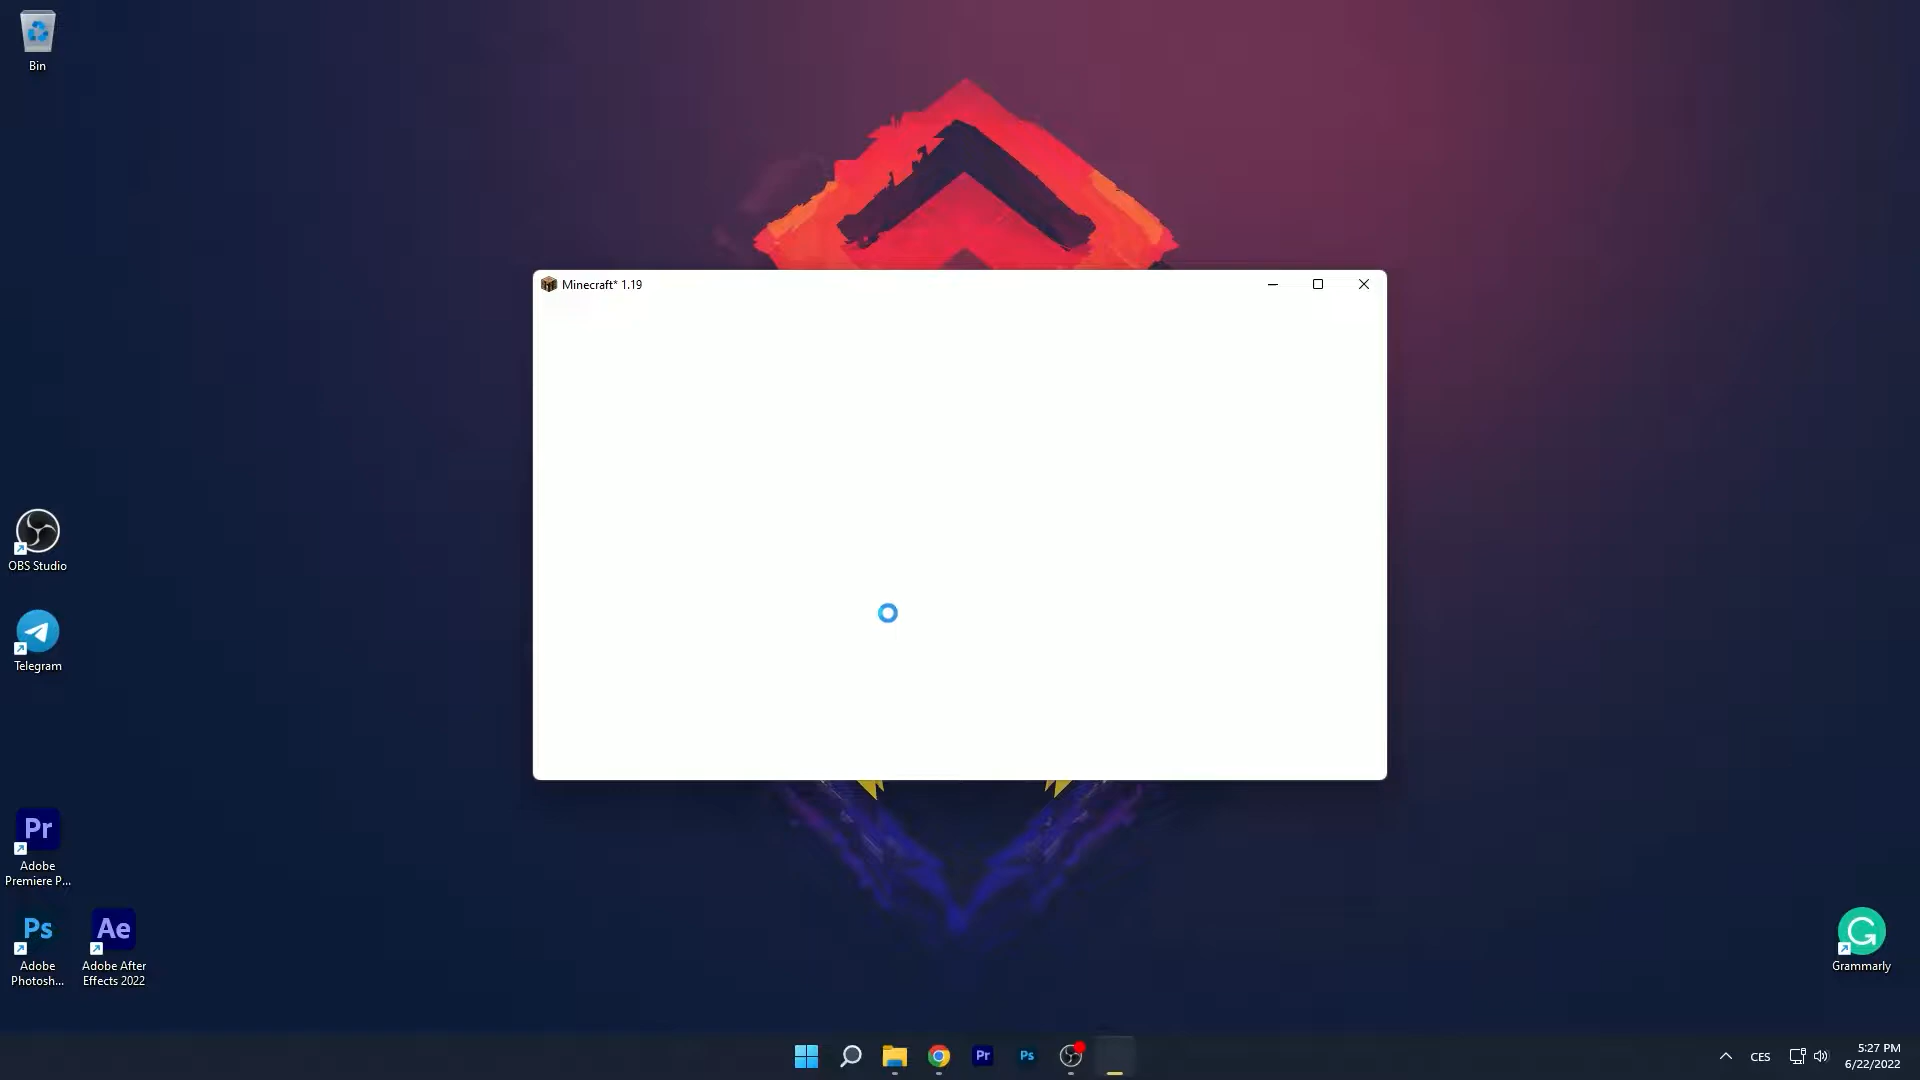 Bin
Minecraft* 1.19
OBS Studio
Telegram
Pr
Adobe
Premiere P...
Ps
Adobe
Photosh...
Ae
Adobe After
Effects 2022
G
Grammarly
Pr
Ps
CES
5:27 PM
6/22/2022